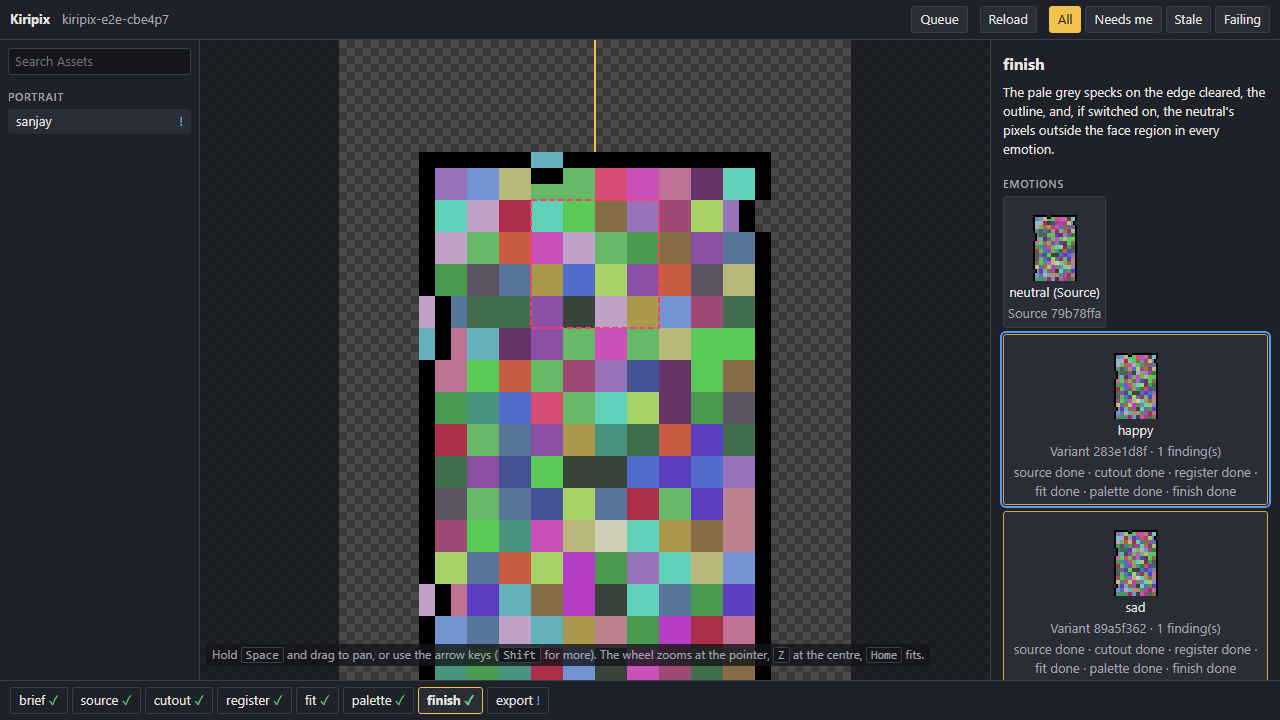 Kiripix kiripix-e2e-cbe4p7 Queue Reload All Needs me Stale Failing
Search Assets
PORTRAIT
sanjay !
Hold Space and drag to pan, or use the arrow keys ( Shift for more). The wheel zooms at the pointer, Z at the centre, Home fits.
finish
The pale grey specks on the edge cleared, the
outline, and, if switched on, the neutral's
pixels outside the face region in every
emotion.
EMOTIONS
neutral (Source)
Source 79b78ffa
happy
Variant 283e1d8f · 1 finding(s)
source done · cutout done · register done ·
fit done · palette done · finish done
sad
Variant 89a5f362 · 1 finding(s)
source done · cutout done · register done ·
fit done · palette done · finish done
brief ✓ source ✓ cutout ✓ register ✓ fit ✓ palette ✓ finish ✓ export !